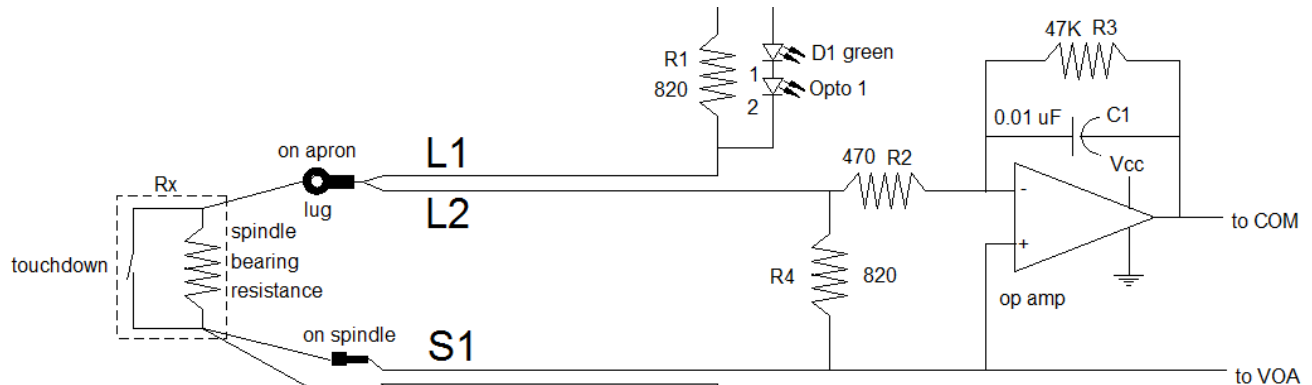 47K R3
R1
820
D1 green
1
Opto 1
2
0.01 uF
C1
on apron
L1
470 R2
Vcc
Rx
-
lug
L2
to COM
spindle
touchdown
bearing
+
R4
820
resistance
op amp
on spindle
S1
to VOA